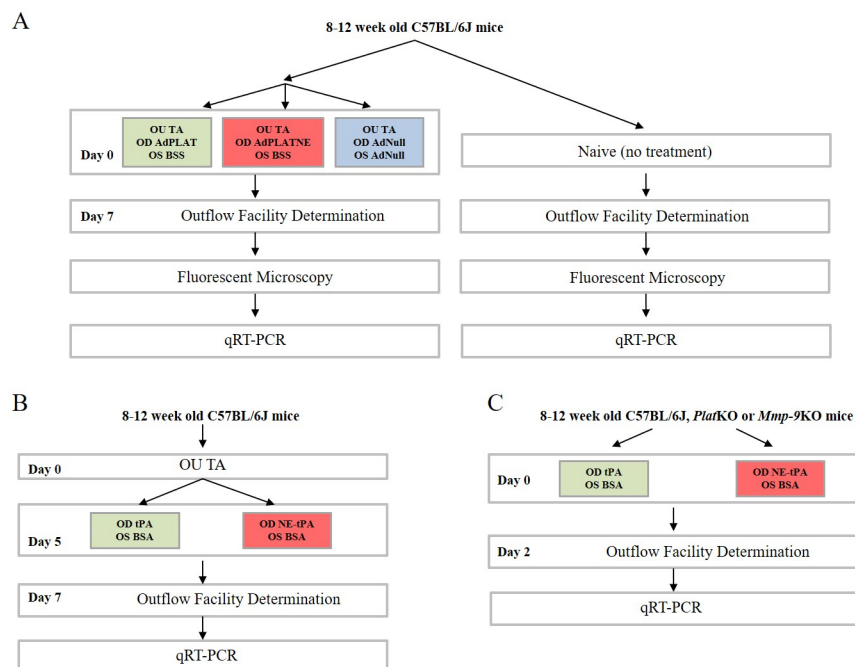 A
8-12 week old C57BL/6J mice
Day 0
OU TA
OD AdPLAT
OS BSS
OU TA
OD AdPLATNE
OS BSS
OU TA
OD AdNull
OS AdNull
Naive (no treatment)
Day 7
Outflow Facility Determination
Outflow Facility Determination
Fluorescent Microscopy
Fluorescent Microscopy
qRT-PCR
qRT-PCR
B
8-12 week old C57BL/6J mice
Day 0
OU TA
Day 5
OD tPA
OS BSA
OD NE-tPA
OS BSA
Day 7
Outflow Facility Determination
qRT-PCR
C
8-12 week old C57BL/6J, PlatKO or Mmp-9KO mice
Day 0
OD tPA
OS BSA
OD NE-tPA
OS BSA
Day 2
Outflow Facility Determination
qRT-PCR